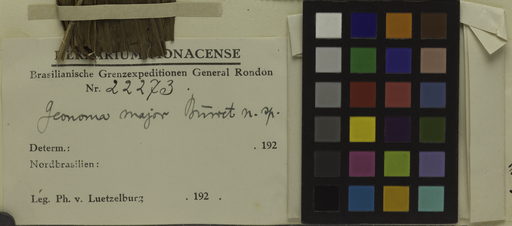 HERBARIUM MONACENSE
Brasilianische Grenzexpeditionen General Rondon
Nr. 22273.
Geonoma major Burret n. sp.
Determ.: . 192
Nordbrasilien:
Leg. Ph. v. Luetzelburg . 192 .